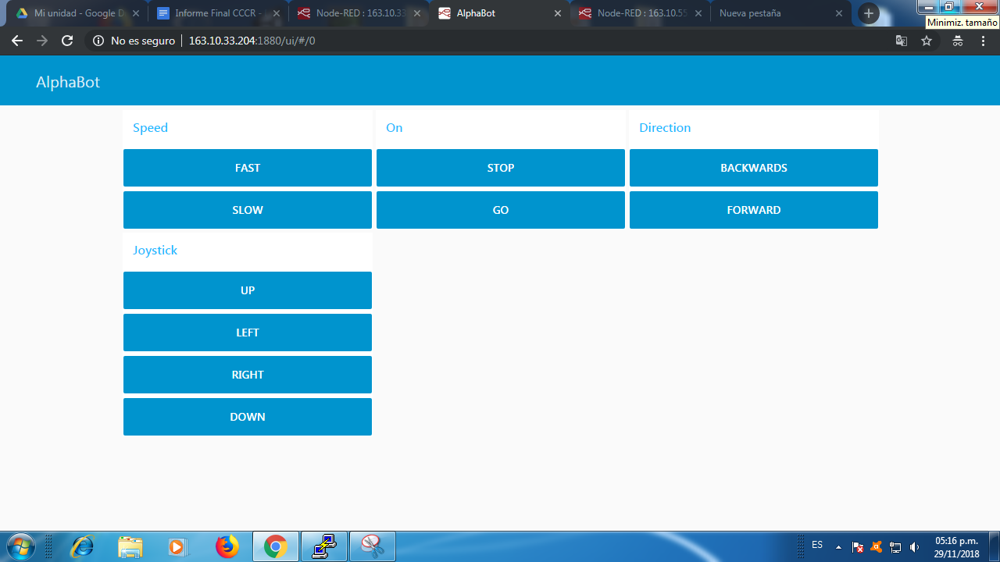 Mi unidad - Google D
Informe Final CCCR -
Node-RED : 163.10.33
AlphaBot
Node-RED : 163.10.55
Nueva pestaña
Minimiz. tamaño
No es seguro
163.10.33.204:1880/ui/#/0
AlphaBot
Speed
On
Direction
FAST
STOP
BACKWARDS
SLOW
GO
FORWARD
Joystick
UP
LEFT
RIGHT
DOWN
ES
05:16 p.m.
29/11/2018